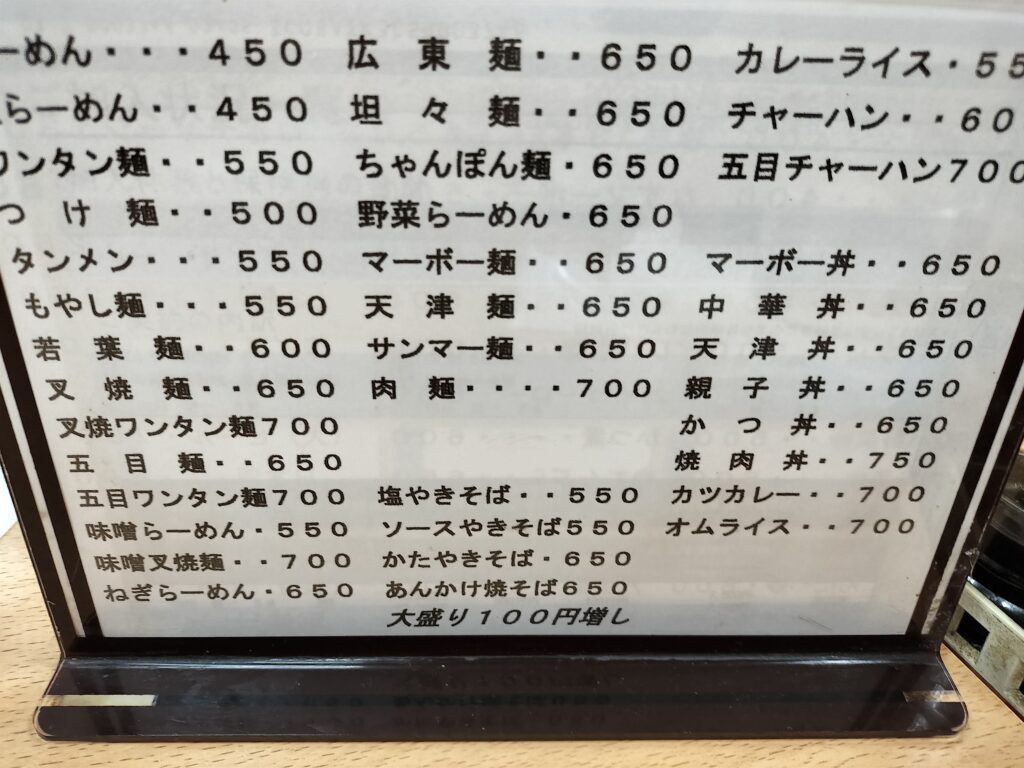 ーめん・・・４５０
らーめん・・４５０
ワンタン麺・・５５０
つけ麺・・５００
タンメン・・・５５０
もやし麺・・・５５０
若葉麺・・６００
叉焼麺・・６５０
叉焼ワンタン麺７００
五目麺・・６５０
五目ワンタン麺７００
味噌らーめん・５５０
味噌叉焼麺・・７００
ねぎらーめん・６５０
広東麺・・６５０
坦々麺・・６５０
ちゃんぽん麺・６５０
野菜らーめん・６５０
マーボー麺・・６５０
天津麺・・６５０
サンマー麺・・６５０
肉麺・・・・７００
塩やきそば・・５５０
ソースやきそば５５０
かたやきそば・６５０
あんかけ焼そば６５０
カレーライス・５５
チャーハン・・６０
五目チャーハン７００
マーボー丼・・６５０
中華丼・・６５０
天津丼・・６５０
親子丼・・６５０
かつ丼・・６５０
焼肉丼・・７５０
カツカレー・・７００
オムライス・・７００
大盛り１００円増し